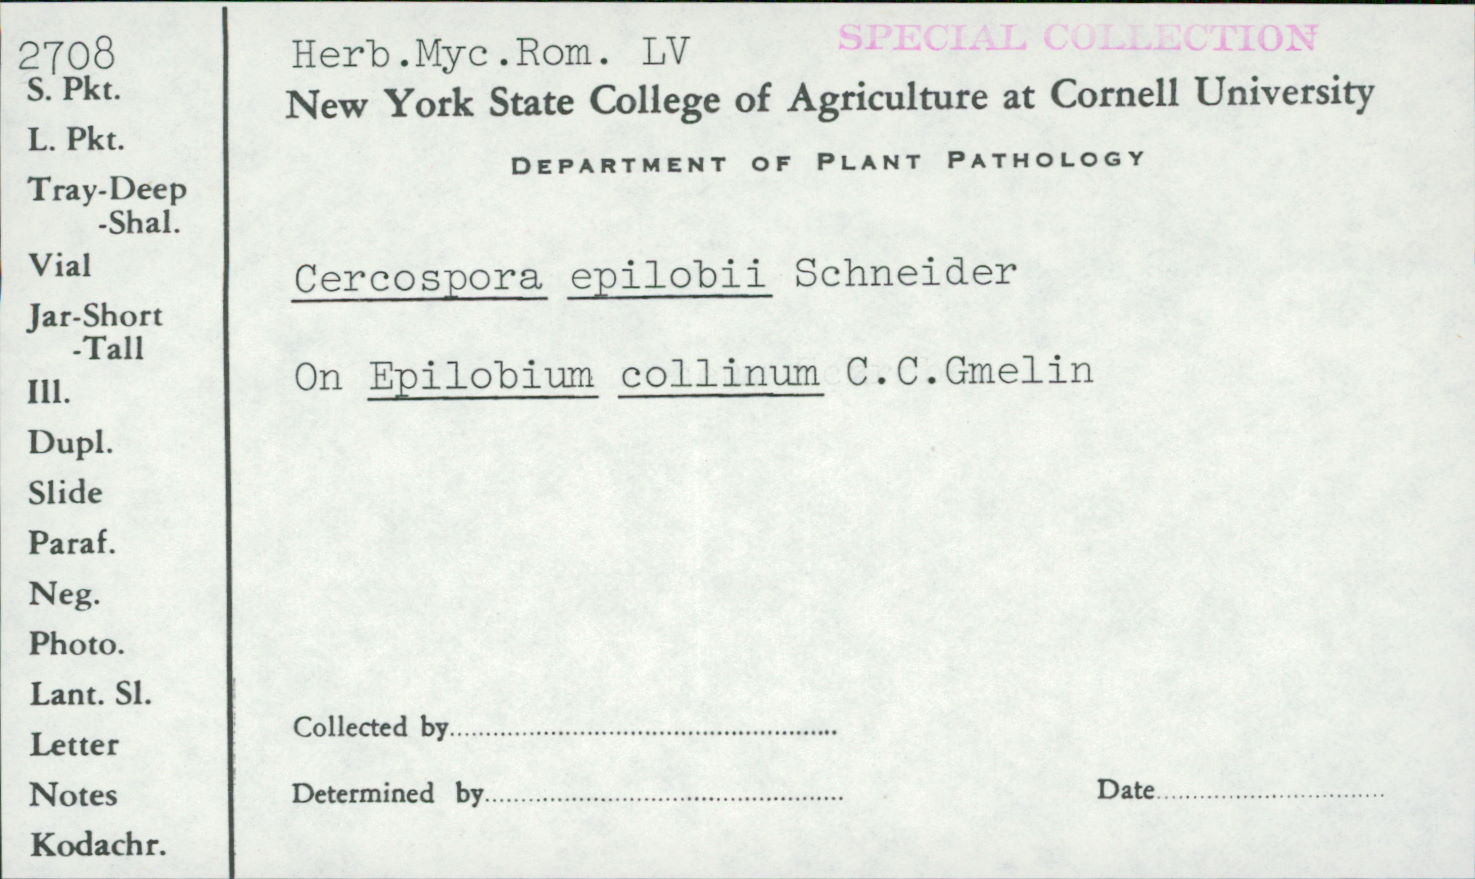 2708
S. Pkt.
L. Pkt.
Tray-Deep
-Shal.
Vial
Jar-Short
-Tall
Ill.
Dupl.
Slide
Paraf.
Neg.
Photo.
Lant. Sl.
Letter
Notes
Kodachr.
Herb.Myc.Rom. LV
SPECIAL COLLECTION
New York State College of Agriculture at Cornell University
DEPARTMENT OF PLANT PATHOLOGY
Cercospora epilobii Schneider
On Epilobium collinum C.C.Gmelin
Collected by
Determined by
Date